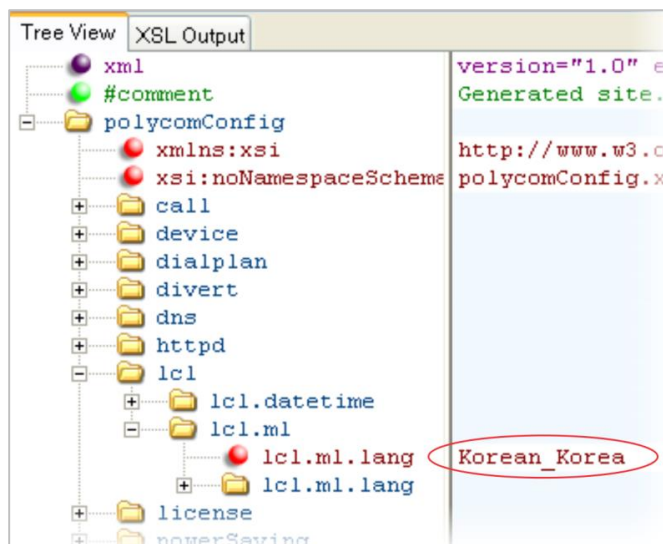 Tree View XSL Output
xml version="1.0" e
#comment Generated site.
polycomConfig
xmlns:xsi http://www.w3.o
xsi:noNamespaceSchema polycomConfig.x
call
device
dialplan
divert
dns
httpd
lcl
lcl.datetime
lcl.ml
lcl.ml.lang Korean_Korea
lcl.ml.lang
license
powerSaving